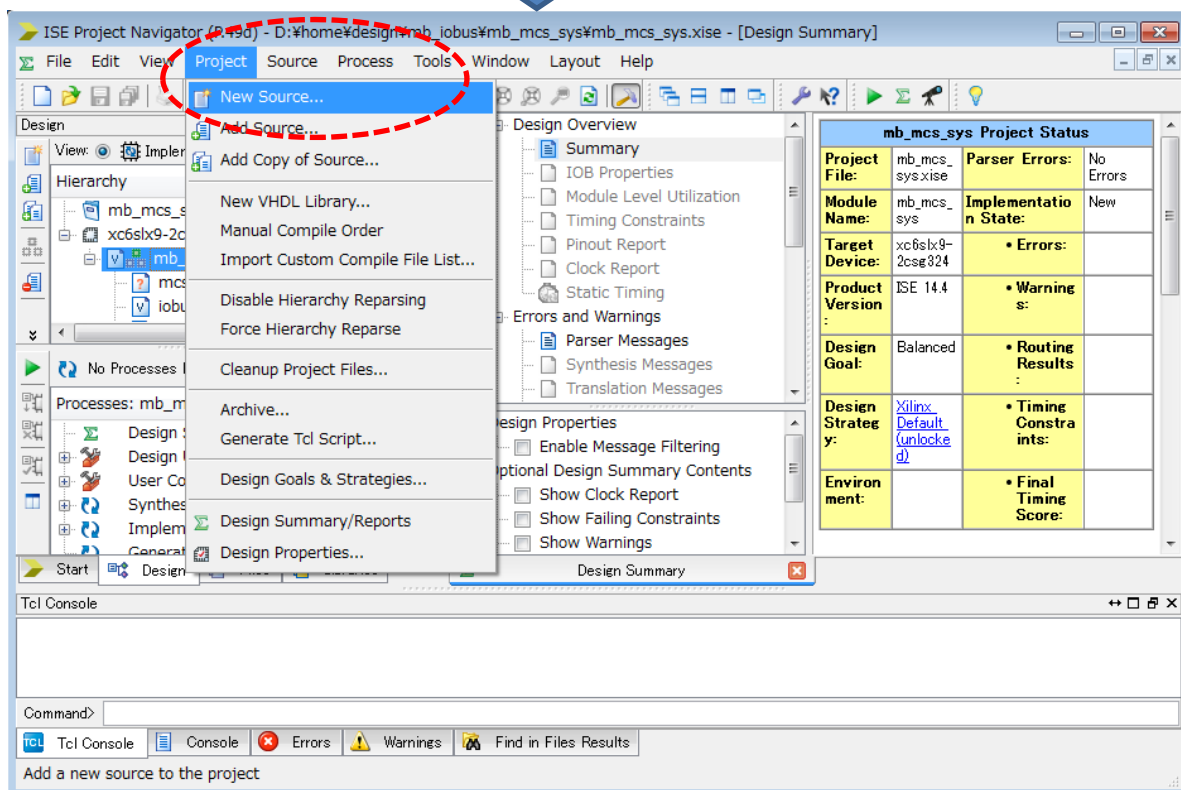 ISE Project Navigator (P.49d) - D:¥home¥design¥mb_iobus¥mb_mcs_sys¥mb_mcs_sys.xise - [Design Summary]
File Edit View Project Source Process Tools Window Layout Help
New Source...
Add Source...
Add Copy of Source...
New VHDL Library...
Manual Compile Order
Import Custom Compile File List...
Disable Hierarchy Reparsing
Force Hierarchy Reparse
Cleanup Project Files...
Archive...
Generate Tcl Script...
Design Goals & Strategies...
Design Summary/Reports
Design Properties...
Design
View:
Hierarchy
mb_mcs_s
xc6slx9-2c
mb_
mcs
iobu
No Processes
Processes: mb_m
Design
Design
User Co
Synthes
Implem
Generat
Design Overview
Summary
IOB Properties
Module Level Utilization
Timing Constraints
Pinout Report
Clock Report
Static Timing
Errors and Warnings
Parser Messages
Synthesis Messages
Translation Messages
Design Properties
Enable Message Filtering
Optional Design Summary Contents
Show Clock Report
Show Failing Constraints
Show Warnings
mb_mcs_sys Project Status
Project File: mb_mcs_sys.xise Parser Errors: No Errors
Module Name: mb_mcs_sys Implementation State: New
Target Device: xc6slx9-2csg324 • Errors:
Product Version: ISE 14.4 • Warnings:
Design Goal: Balanced • Routing Results:
Design Strategy: Xilinx Default (unlocked) • Timing Constraints:
Environment: • Final Timing Score:
Start Design Design Summary
Tcl Console
Command>
TCL Tcl Console Console Errors Warnings Find in Files Results
Add a new source to the project